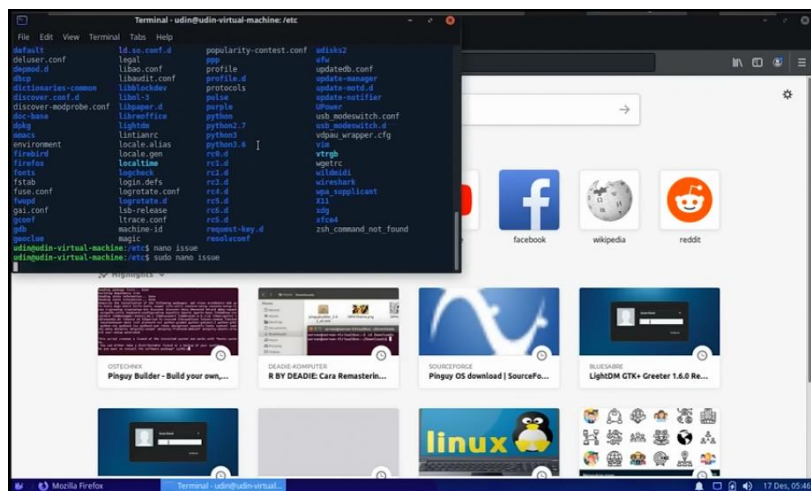 Terminal - udin@udin-virtual-machine: /etc
File Edit View Terminal Tabs Help
default ld.so.conf.d popularity-contest.conf udisks2
deluser.conf legal ppp ufw
depmod.d libao.conf profile updatedb.conf
dhcp libaudit.conf profile.d update-manager
dictionaries-common libblockdev protocols update-motd.d
discover.conf.d libnl-3 pulse update-notifier
discover-modprobe.conf libpaper.d purple UPower
doc-base libreoffice python usb_modeswitch.conf
dpkg lightdm python2.7 usb_modeswitch.d
emacs lintianrc python3 vdpau_wrapper.cfg
environment locale.alias python3.6 vim
firebird locale.gen rc0.d vtrgb
firefox localtime rc1.d wgetrc
fonts logcheck rc2.d wildmidi
fstab login.defs rc3.d wireshark
fuse.conf logrotate.conf rc4.d wpa_supplicant
fwupd logrotate.d rc5.d X11
gai.conf lsb-release rc6.d xdg
gconf ltrace.conf rcS.d xfce4
gdb machine-id request-key.d zsh_command_not_found
geoclue magic resolvconf
udin@udin-virtual-machine:/etc$ nano issue
udin@udin-virtual-machine:/etc$ sudo nano issue
facebook wikipedia reddit
Highlights
OSTECHNIX
Pinguy Builder - Build your own,...
DEADIE-KOMPUTER
R BY DEADIE: Cara Remasterin...
SOURCEFORGE
Pinguy OS download | SourceFo...
BLUESABRE
LightDM GTK+ Greeter 1.6.0 Re...
linux
Mozilla Firefox
Terminal - udin@udin-virtual...
17 Des, 05:46